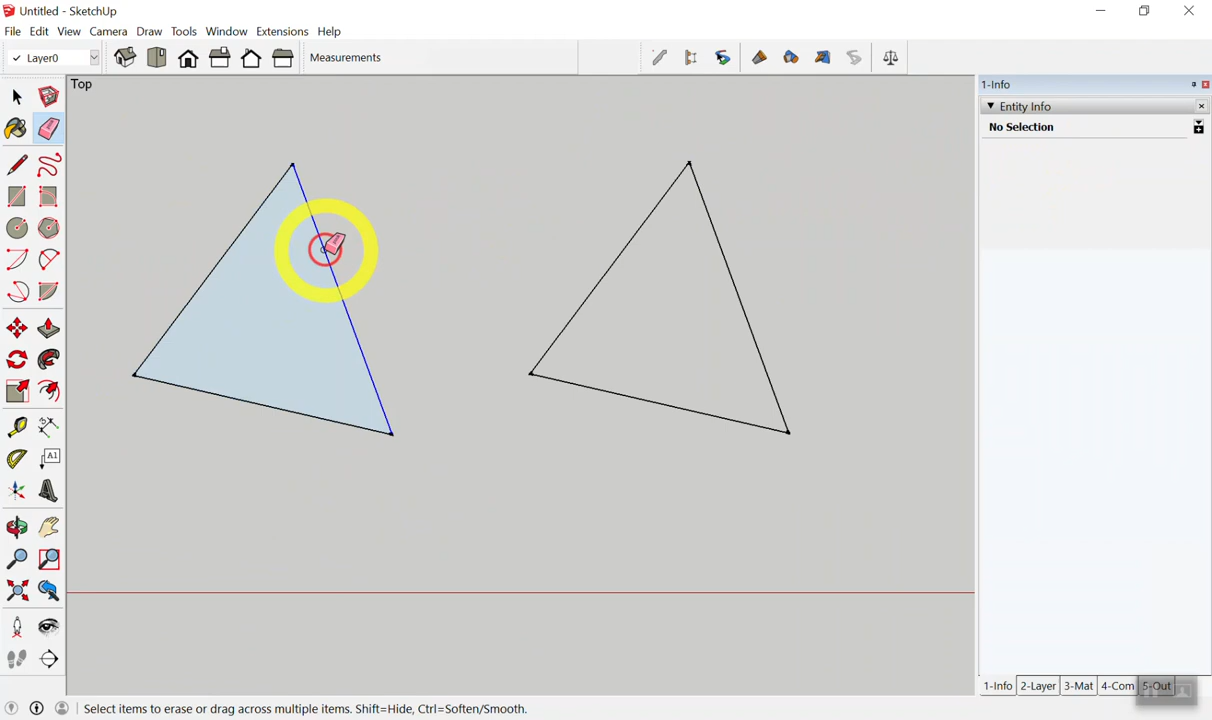 Untitled - SketchUp
File Edit View Camera Draw Tools Window Extensions Help
Layer0 Measurements
Top
1-Info
Entity Info
No Selection
A1
1-Info 2-Layer 3-Mat 4-Com 5-Out
Select items to erase or drag across multiple items. Shift=Hide, Ctrl=Soften/Smooth.